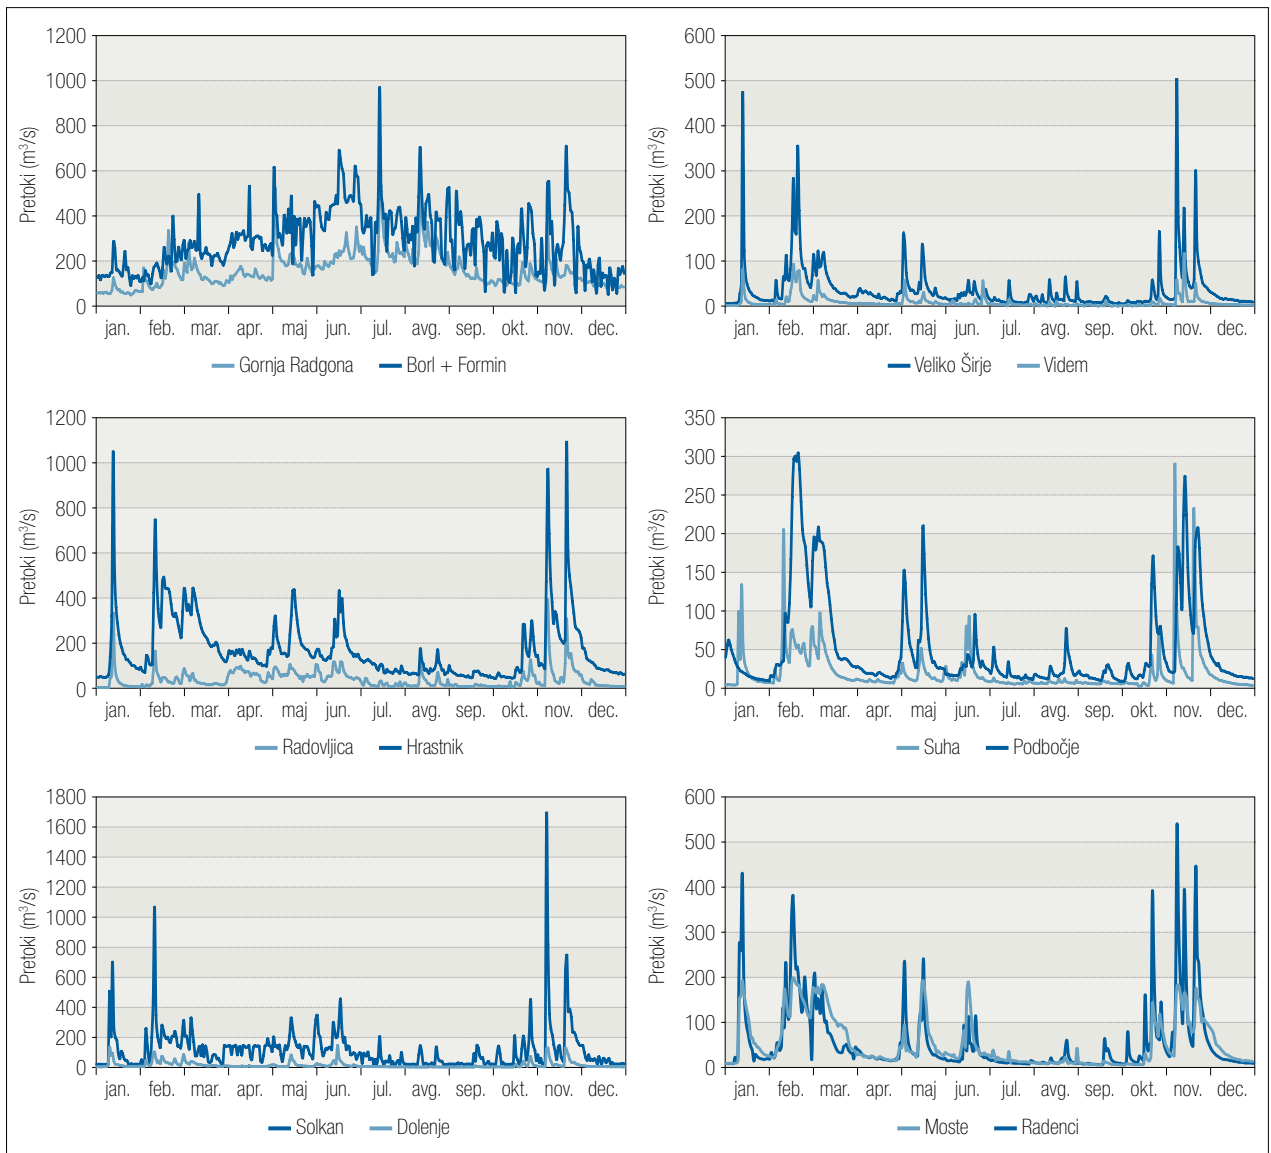 1200
1000
800
600
400
200
0
Pretoki (m³/s)
jan. feb. mar. apr. maj jun. jul. avg. sep. okt. nov. dec.
Gornja Radgona Borl + Formin
600
500
400
300
200
100
0
Pretoki (m³/s)
jan. feb. mar. apr. maj jun. jul. avg. sep. okt. nov. dec.
Veliko Širje Videm
1200
1000
800
600
400
200
0
Pretoki (m³/s)
jan. feb. mar. apr. maj jun. jul. avg. sep. okt. nov. dec.
Radovljica Hrastnik
350
300
250
200
150
100
50
0
Pretoki (m³/s)
jan. feb. mar. apr. maj jun. jul. avg. sep. okt. nov. dec.
Suha Podbočje
1800
1600
1400
1200
1000
800
600
400
200
0
Pretoki (m³/s)
jan. feb. mar. apr. maj jun. jul. avg. sep. okt. nov. dec.
Solkan Dolenje
600
500
400
300
200
100
0
Pretoki (m³/s)
jan. feb. mar. apr. maj jun. jul. avg. sep. okt. nov. dec.
Moste Radenci